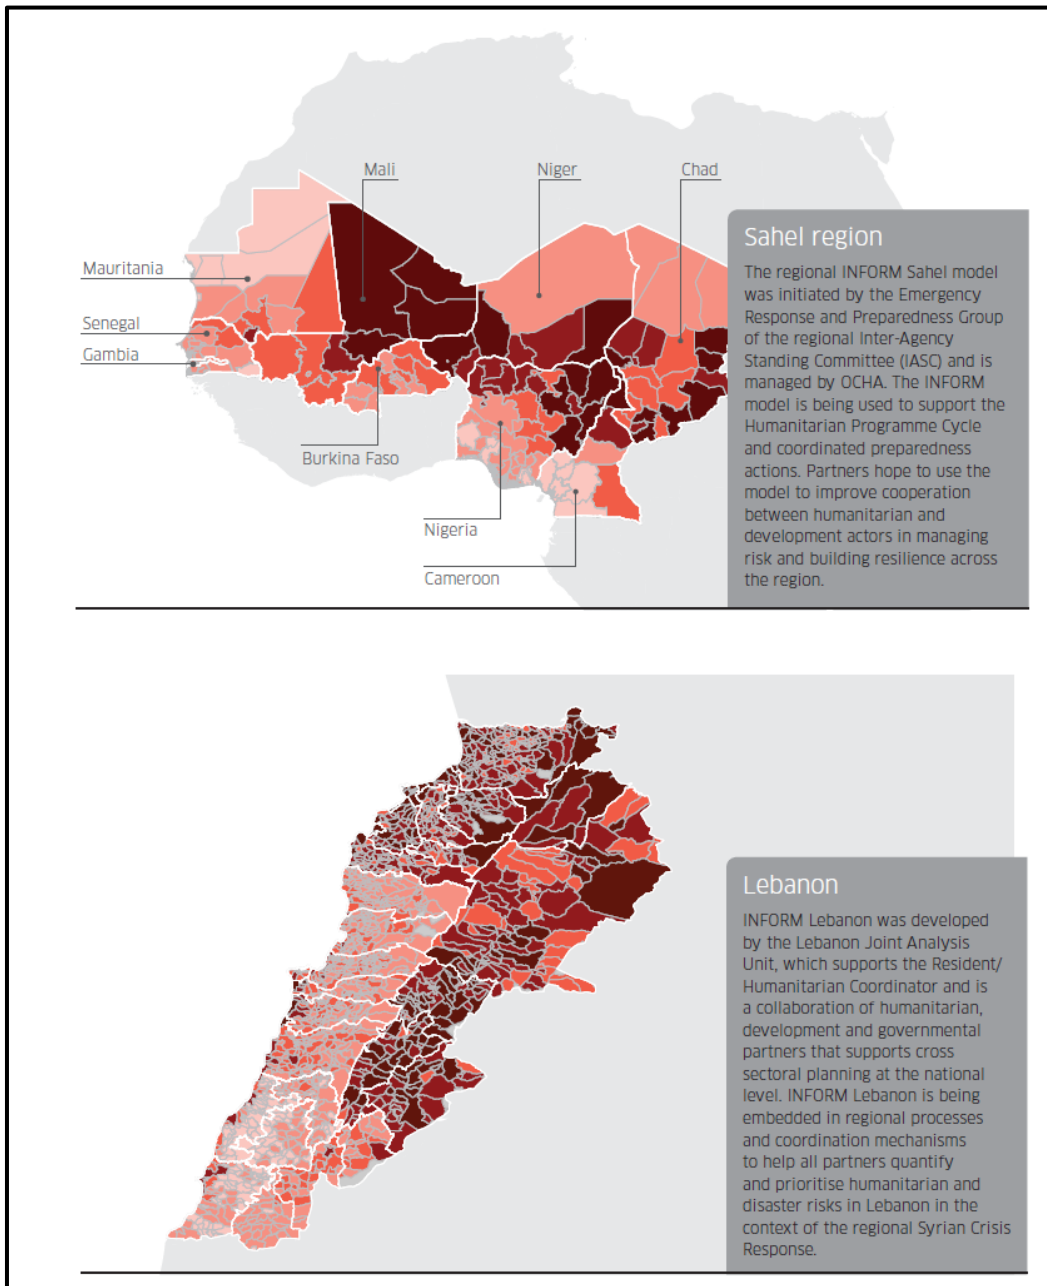 Mali
Niger
Chad
Mauritania
Senegal
Gambia
Burkina Faso
Nigeria
Cameroon
Sahel region
The regional INFORM Sahel model
was initiated by the Emergency
Response and Preparedness Group
of the regional Inter-Agency
Standing Committee (IASC) and is
managed by OCHA. The INFORM
model is being used to support the
Humanitarian Programme Cycle
and coordinated preparedness
actions. Partners hope to use the
model to improve cooperation
between humanitarian and
development actors in managing
risk and building resilience across
the region.
Lebanon
INFORM Lebanon was developed
by the Lebanon Joint Analysis
Unit, which supports the Resident/
Humanitarian Coordinator and is
a collaboration of humanitarian,
development and governmental
partners that supports cross
sectoral planning at the national
level. INFORM Lebanon is being
embedded in regional processes
and coordination mechanisms
to help all partners quantify
and prioritise humanitarian and
disaster risks in Lebanon in the
context of the regional Syrian Crisis
Response.